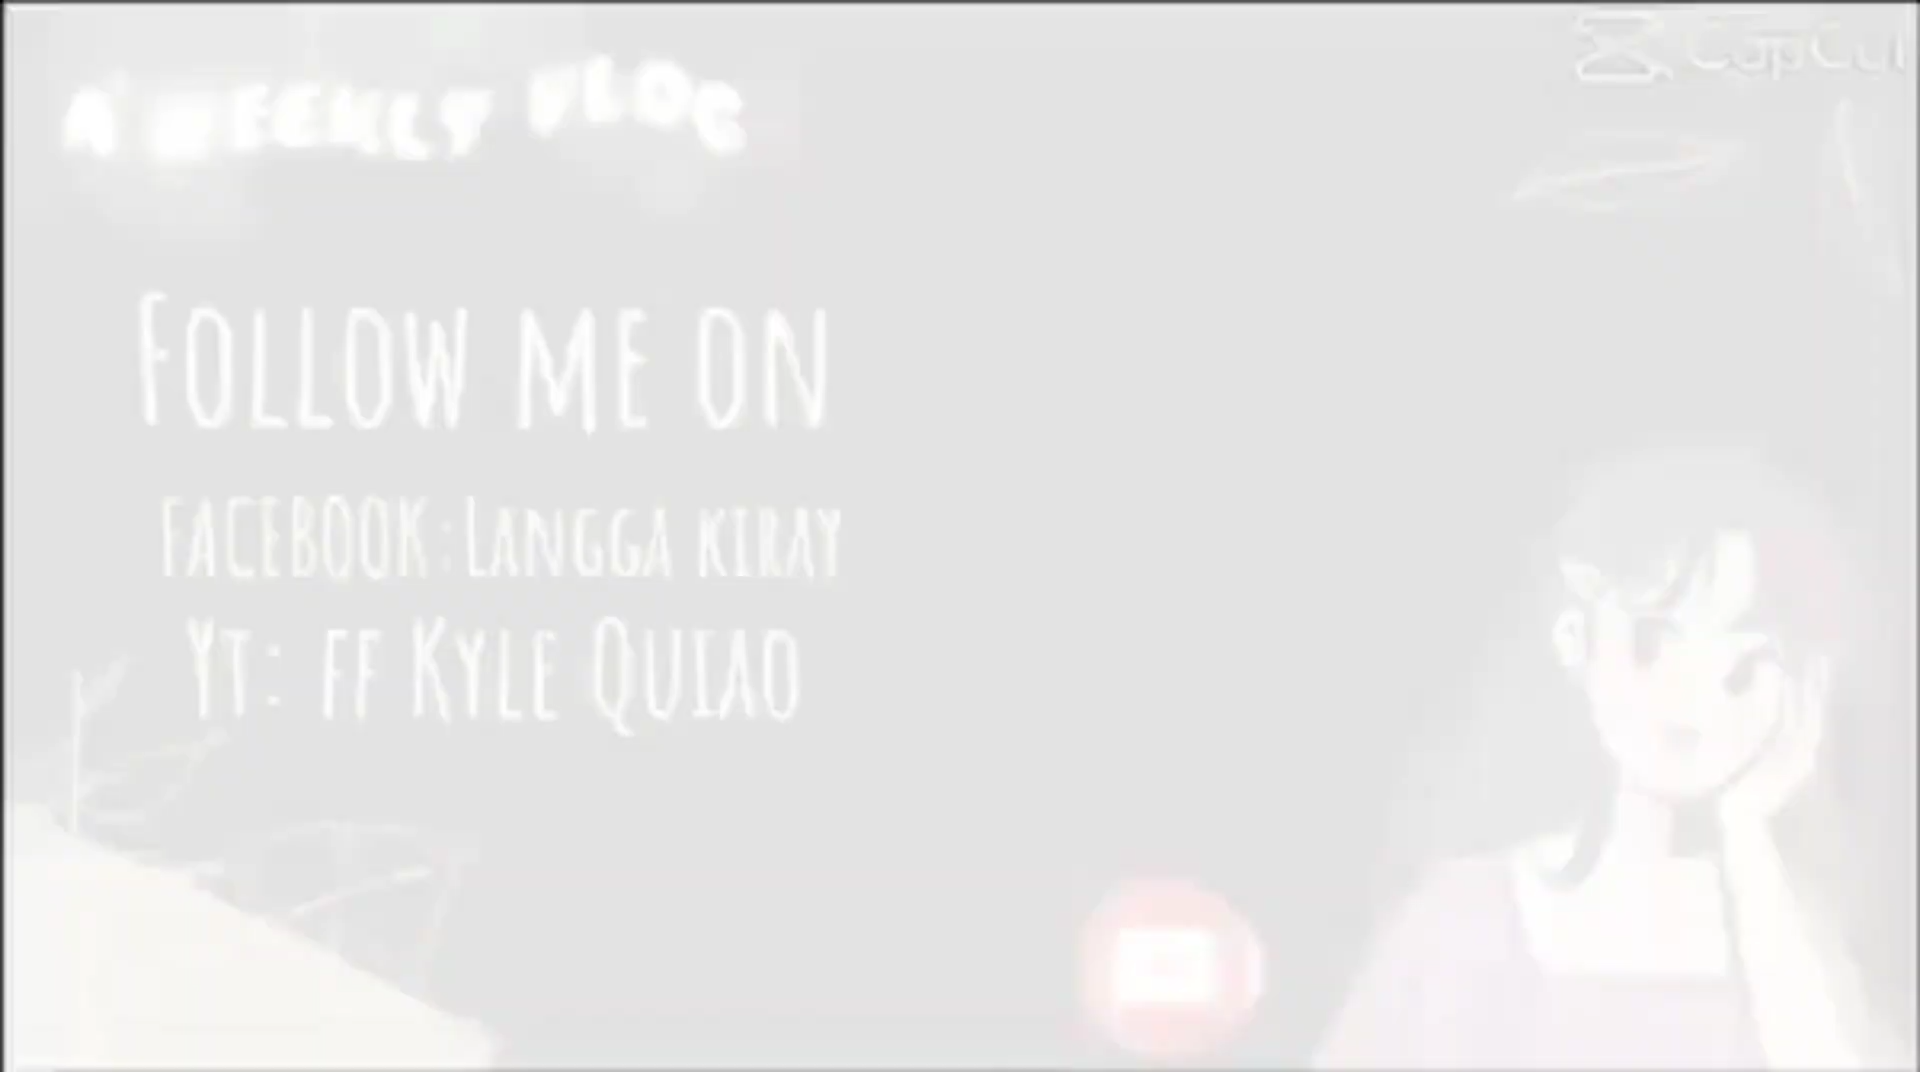 A WEEKLY VLOG
CapCut
FOLLOW ME ON
FACEBOOK:LANGGA KIRAY
YT: FF KYLE QUIAO